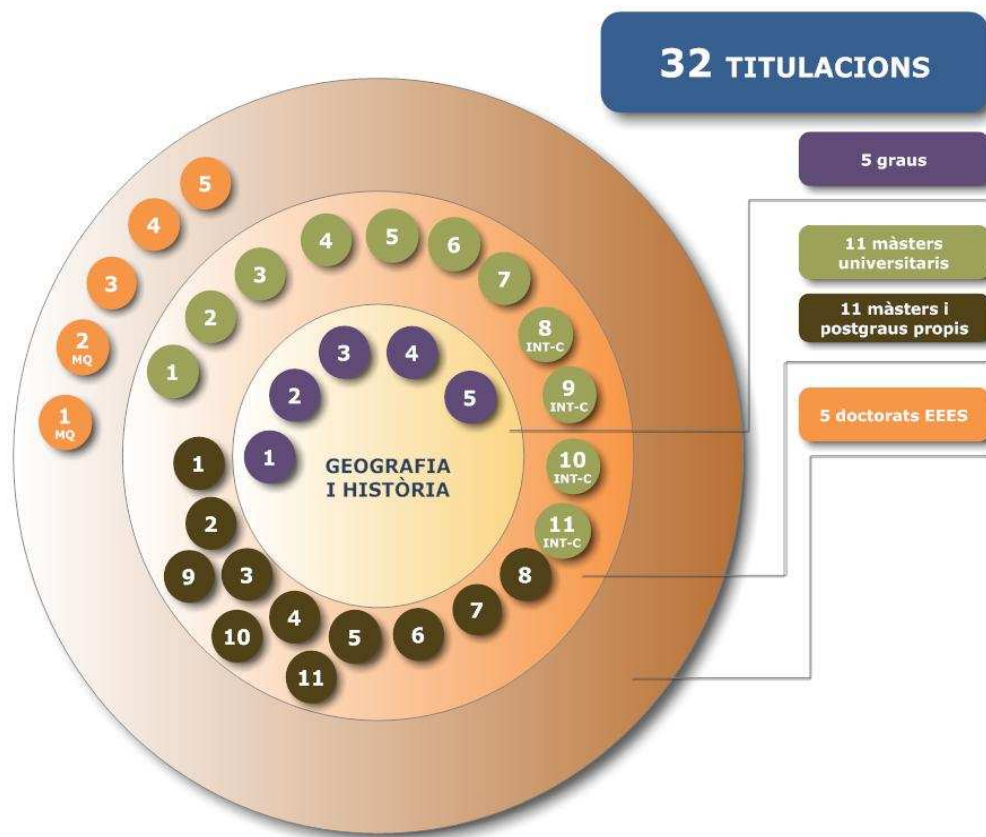 32 TITULACIONS
5 graus
11 màsters
universitaris
11 màsters i
postgraus propis
5 doctorats EEES
5
4
3
2
MQ
1
MQ
1
2
3
4
5
6
7
8
INT-C
9
INT-C
10
INT-C
11
INT-C
1
2
3
4
5
GEOGRAFIA
I HISTÒRIA
1
2
3
4
5
6
7
8
9
10
11